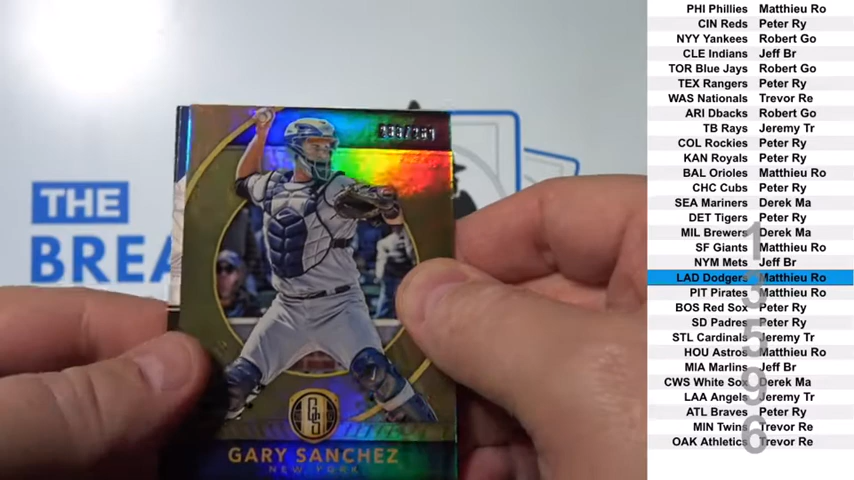 THE
BREA
GS
GARY SANCHEZ
NEW YORK
PHI Phillies Matthieu Ro
CIN Reds Peter Ry
NYY Yankees Robert Go
CLE Indians Jeff Br
TOR Blue Jays Robert Go
TEX Rangers Peter Ry
WAS Nationals Trevor Re
ARI Dbacks Robert Go
TB Rays Jeremy Tr
COL Rockies Peter Ry
KAN Royals Peter Ry
BAL Orioles Matthieu Ro
CHC Cubs Peter Ry
SEA Mariners Derek Ma
DET Tigers Peter Ry
MIL Brewers Derek Ma
SF Giants Matthieu Ro
NYM Mets Jeff Br
LAD Dodgers Matthieu Ro
PIT Pirates Matthieu Ro
BOS Red Sox Peter Ry
SD Padres Peter Ry
STL Cardinals Jeremy Tr
HOU Astros Matthieu Ro
MIA Marlins Jeff Br
CWS White Sox Derek Ma
LAA Angels Jeremy Tr
ATL Braves Peter Ry
MIN Twins Trevor Re
OAK Athletics Trevor Re
1
3
5
9
6